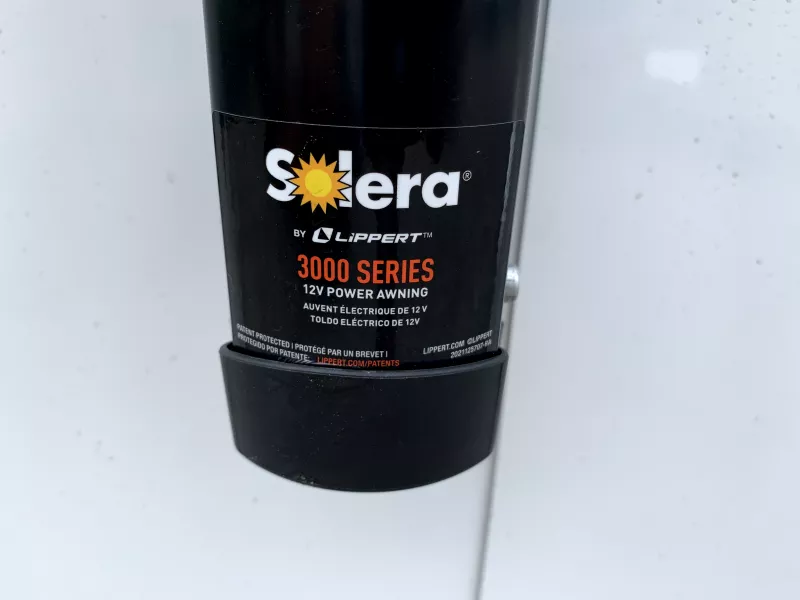 Solera®
BY LIPPERT™
3000 SERIES
12V POWER AWNING
AUVENT ÉLECTRIQUE DE 12 V
TOLDO ELÉCTRICO DE 12V
PATENT PROTECTED | PROTÉGÉ PAR UN BREVET |
PROTEGIDO POR PATENTE: LIPPERT.COM/PATENTS
LIPPERT.COM ©LIPPERT